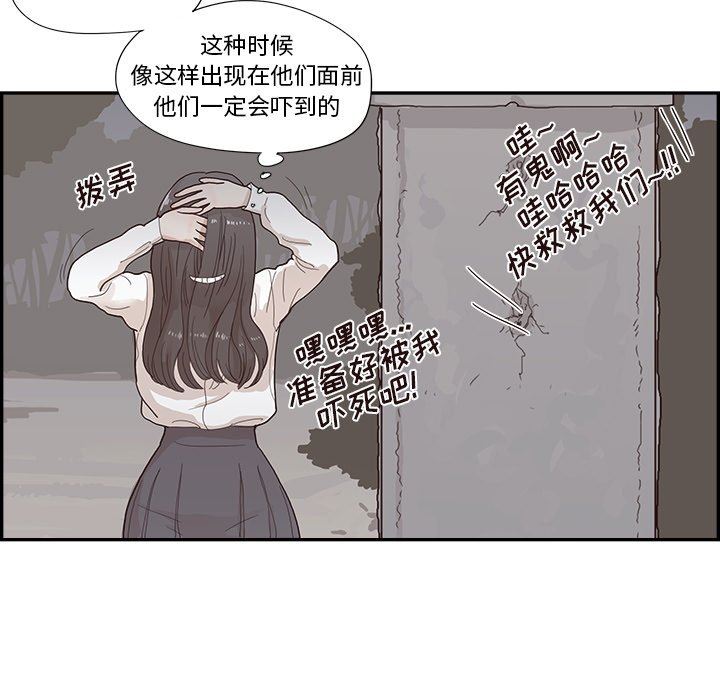 这种时候
像这样出现在他们面前
他们一定会吓到的
拨弄
哇~
有鬼啊~
哇哈哈哈
快救救我们~!!
嘿嘿嘿...
准备好被我
吓死吧!